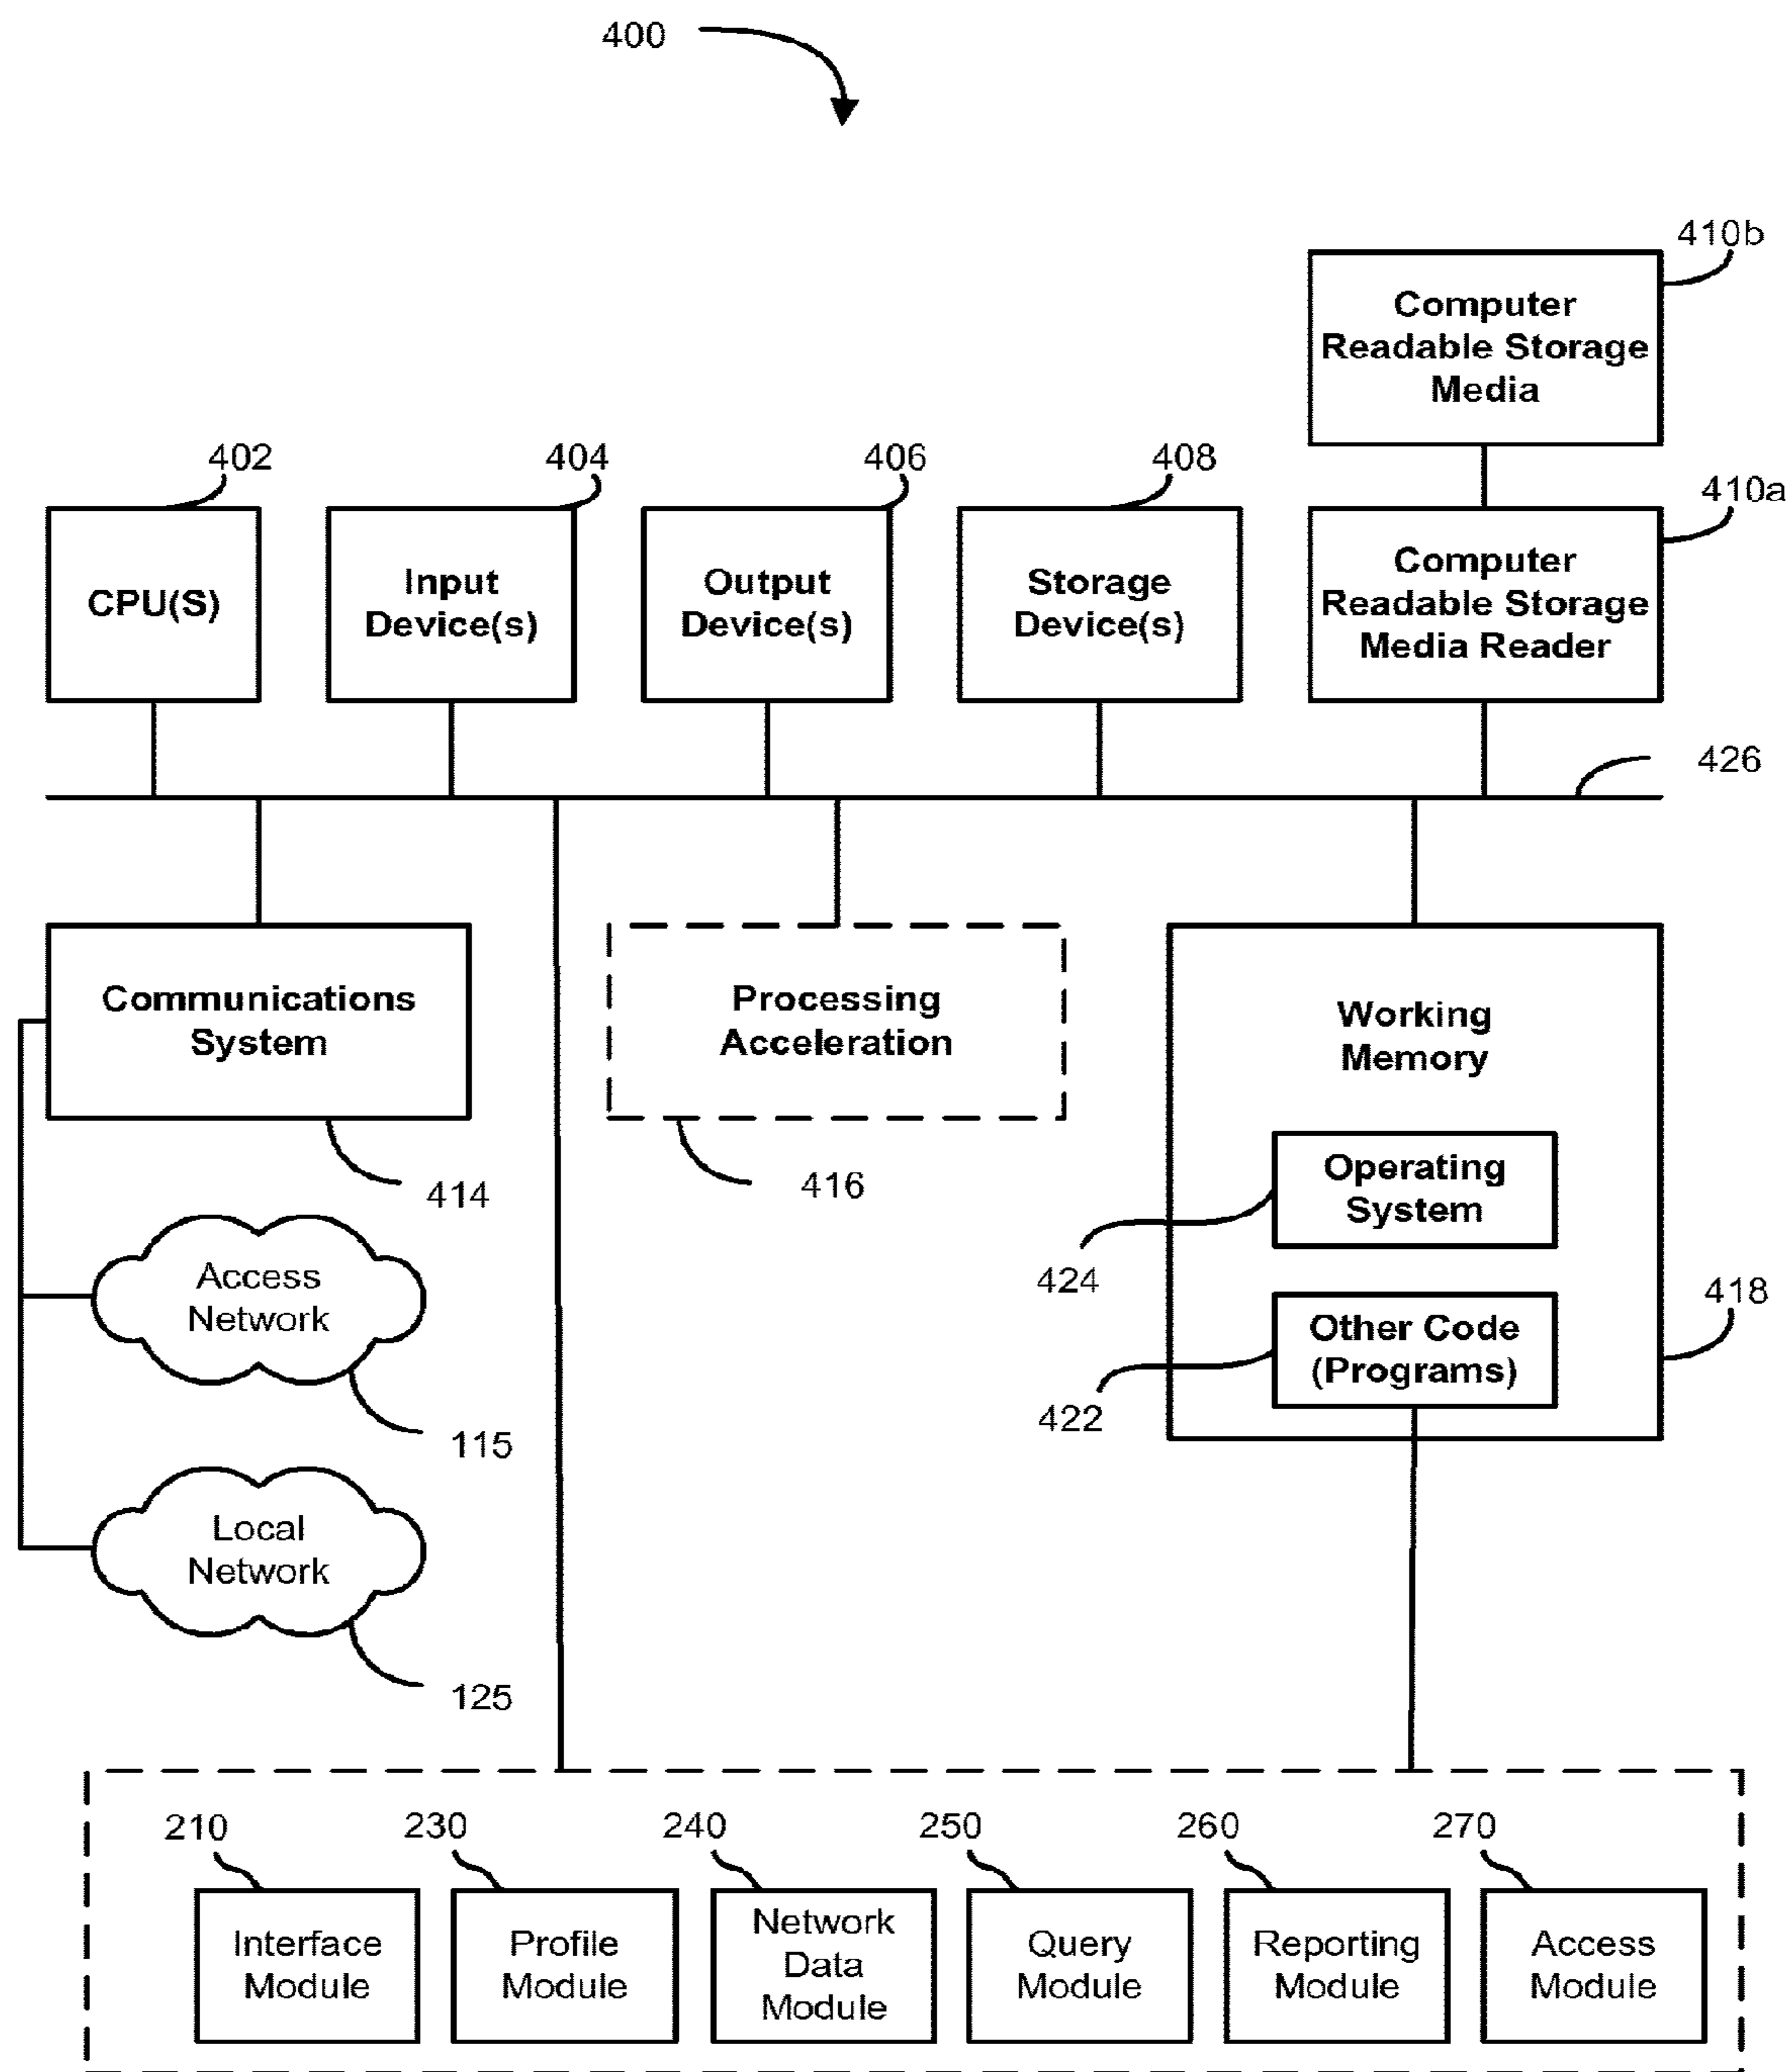 400
410b
Computer
Readable Storage
Media
402
404
406
408
410a
CPU(S)
Input
Device(s)
Output
Device(s)
Storage
Device(s)
Computer
Readable Storage
Media Reader
426
Communications
System
414
Processing
Acceleration
416
Working
Memory
Operating
System
424
Other Code
(Programs)
422
418
Access
Network
115
Local
Network
125
210
230
240
250
260
270
Interface
Module
Profile
Module
Network
Data
Module
Query
Module
Reporting
Module
Access
Module